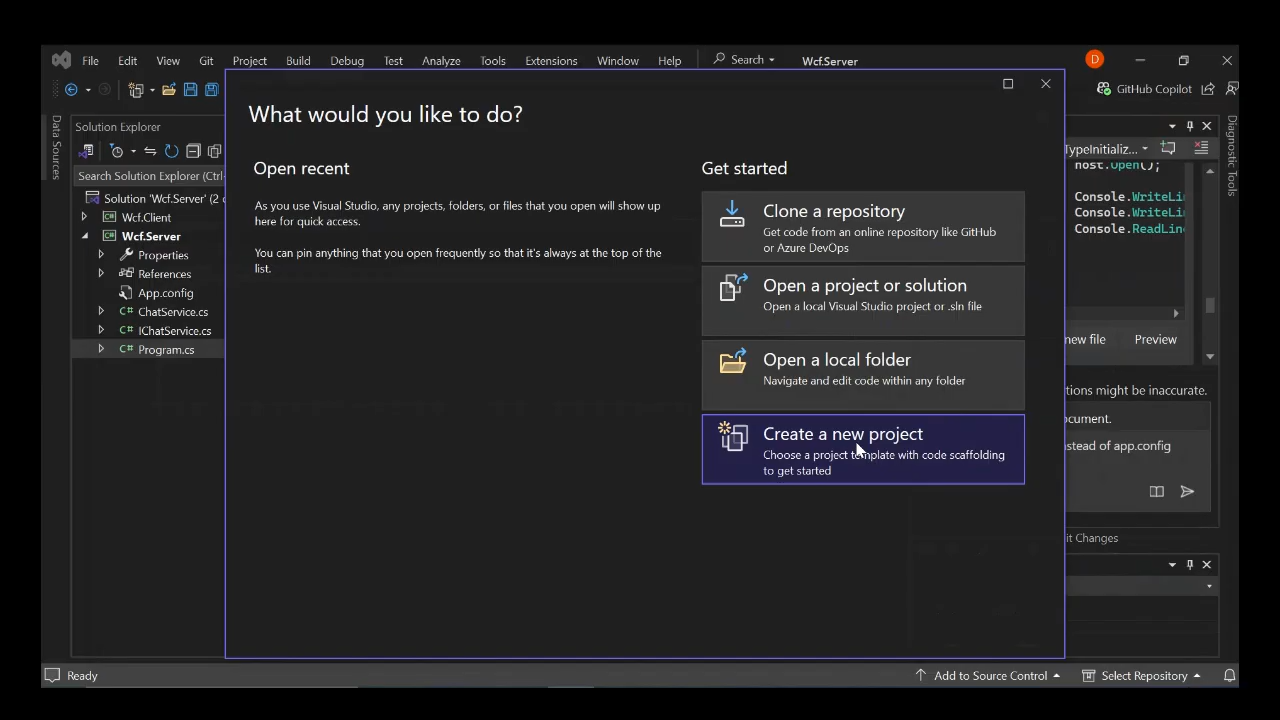 File Edit View Git Project Build Debug Test Analyze Tools Extensions Window Help Search Wcf.Server D
GitHub Copilot
What would you like to do?
Data Sources
Solution Explorer
Search Solution Explorer (Ctrl+
Solution 'Wcf.Server' (2
Wcf.Client
Wcf.Server
Properties
References
App.config
C# ChatService.cs
C# IChatService.cs
C# Program.cs
Open recent
As you use Visual Studio, any projects, folders, or files that you open will show up
here for quick access.
You can pin anything that you open frequently so that it's always at the top of the
list.
Get started
Clone a repository
Get code from an online repository like GitHub
or Azure DevOps
Open a project or solution
Open a local Visual Studio project or .sln file
Open a local folder
Navigate and edit code within any folder
Create a new project
Choose a project template with code scaffolding
to get started
TypeInitializ...
host.Open();
Console.WriteLin
Console.WriteLin
Console.ReadLine
new file Preview
tions might be inaccurate.
ocument.
stead of app.config
it Changes
Diagnostic Tools
Ready
Add to Source Control
Select Repository